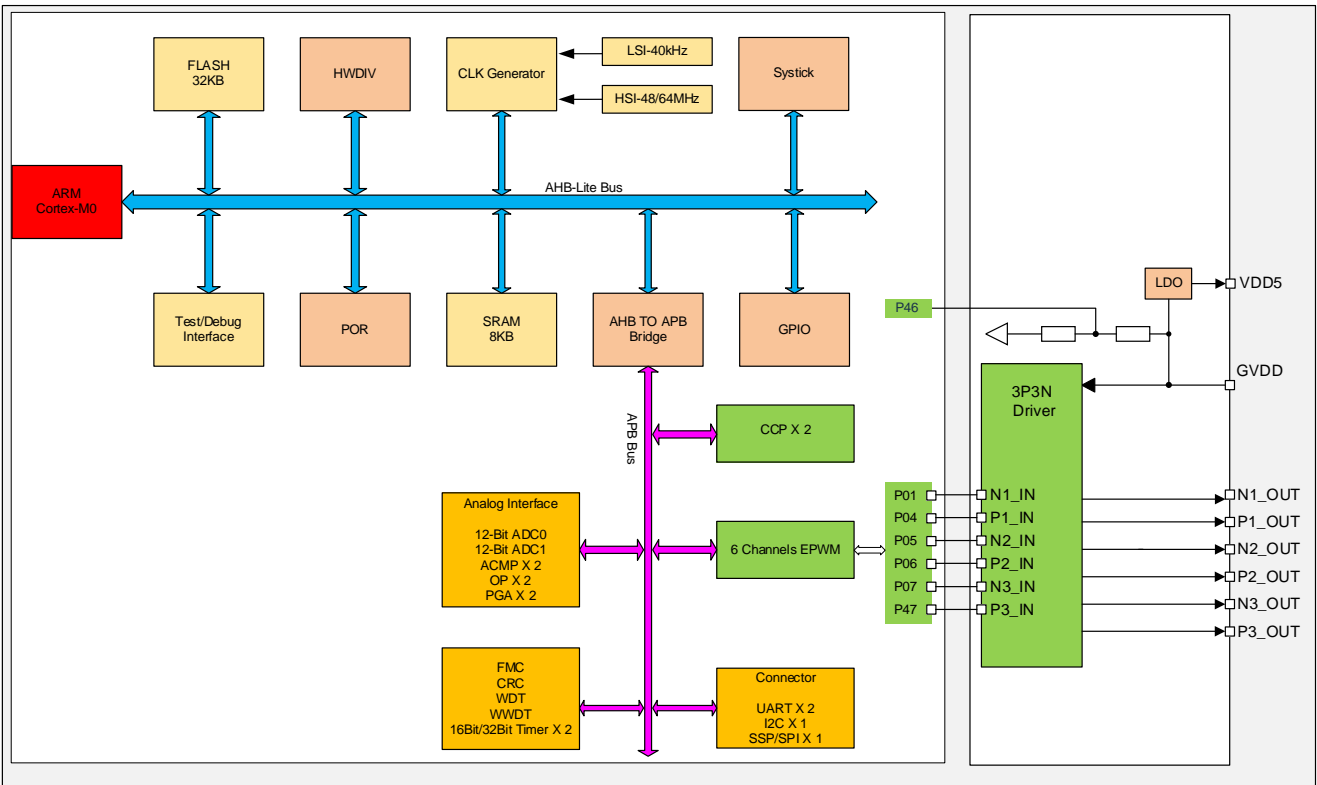 FLASH
32KB
HWDIV
CLK Generator
LSI-40kHz
HSI-48/64MHz
Systick
ARM
Cortex-M0
AHB-Lite Bus
Test/Debug
Interface
POR
SRAM
8KB
AHB TO APB
Bridge
GPIO
P46
LDO
VDD5
GVDD
3P3N
Driver
APB Bus
CCP X 2
Analog Interface
12-Bit ADC0
12-Bit ADC1
ACMP X 2
OP X 2
PGA X 2
6 Channels EPWM
P01
P04
P05
P06
P07
P47
N1_IN
P1_IN
N2_IN
P2_IN
N3_IN
P3_IN
N1_OUT
P1_OUT
N2_OUT
P2_OUT
N3_OUT
P3_OUT
FMC
CRC
WDT
WWDT
16Bit/32Bit Timer X 2
Connector
UART X 2
I2C X 1
SSP/SPI X 1